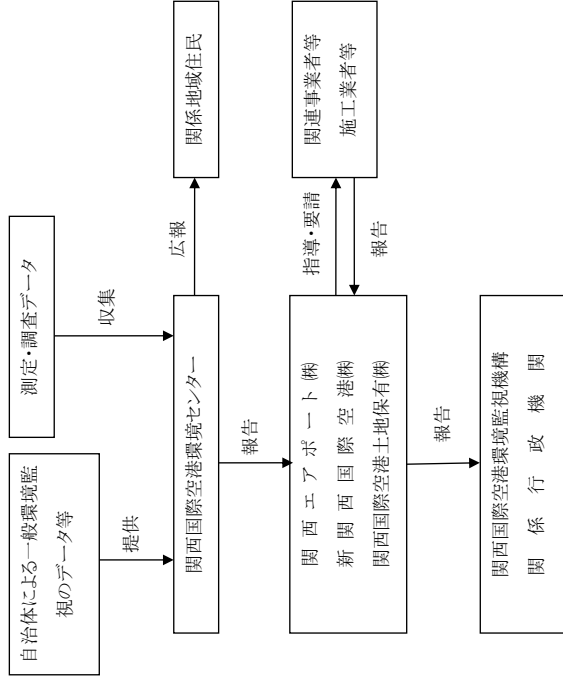 自治体による一般環境監
視のデータ等
測定・調査データ
提供
収集
関西国際空港環境センター
広報
関係地域住民
報告
関西エアポート㈱
新関西国際空港㈱
関西国際空港土地保有㈱
指導・要請
報告
関連事業者等
施工業者等
報告
関西国際空港環境監視機構
関係行政機関